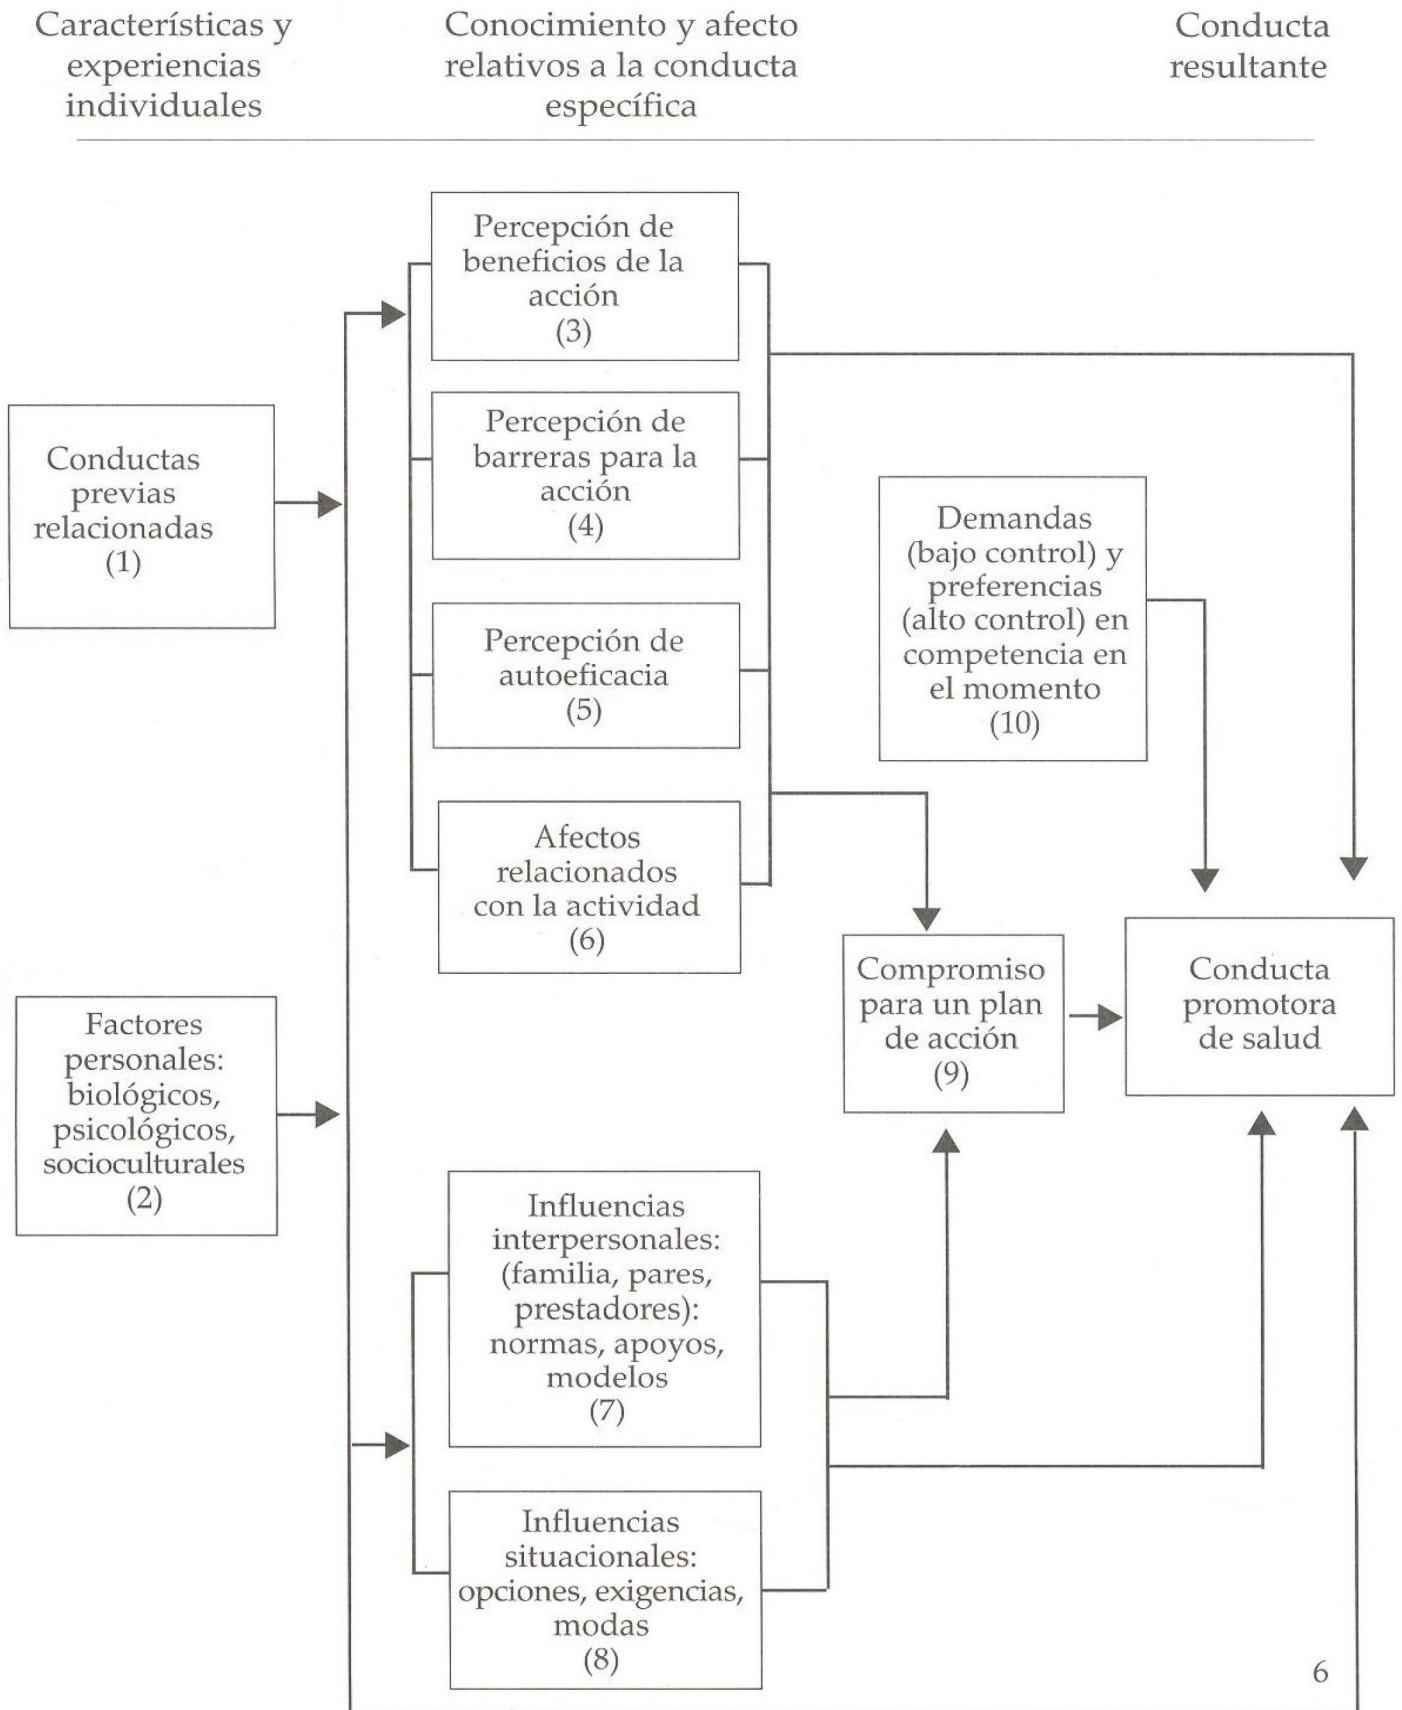 Características y
experiencias
individuales
Conocimiento y afecto
relativos a la conducta
específica
Conducta
resultante
Percepción de
beneficios de la
acción
(3)
Percepción de
barreras para la
acción
(4)
Conductas
previas
relacionadas
(1)
Demandas
(bajo control) y
preferencias
(alto control) en
competencia en
el momento
(10)
Percepción de
autoeficacia
(5)
Afectos
relacionados
con la actividad
(6)
Compromiso
para un plan
de acción
(9)
Conducta
promotora
de salud
Factores
personales:
biológicos,
psicológicos,
socioculturales
(2)
Influencias
interpersonales:
(familia, pares,
prestadores):
normas, apoyos,
modelos
(7)
Influencias
situacionales:
opciones, exigencias,
modas
(8)
6